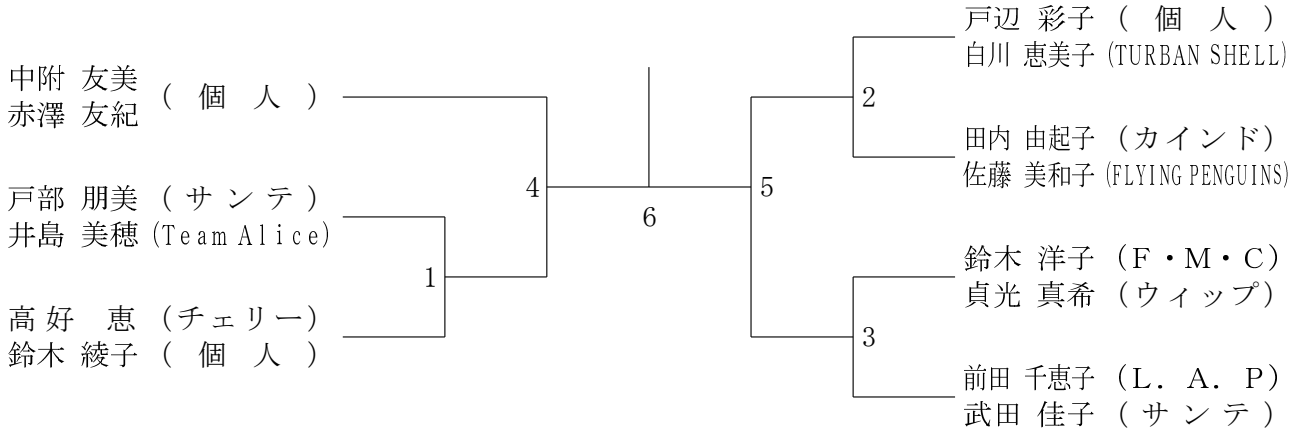 中附 友美
赤澤 友紀
( 個 人 )
戸部 朋美 ( サ ン テ )
井島 美穂 (Team Alice)
高好 恵 (チェリー)
鈴木 綾子 ( 個 人 )
1
4
6
戸辺 彩子 ( 個 人 )
白川 恵美子 (TURBAN SHELL)
2
田内 由起子 (カインド)
佐藤 美和子 (FLYING PENGUINS)
5
鈴木 洋子 (F・M・C)
貞光 真希 (ウィップ)
3
前田 千恵子 (L. A. P)
武田 佳子 ( サ ン テ )